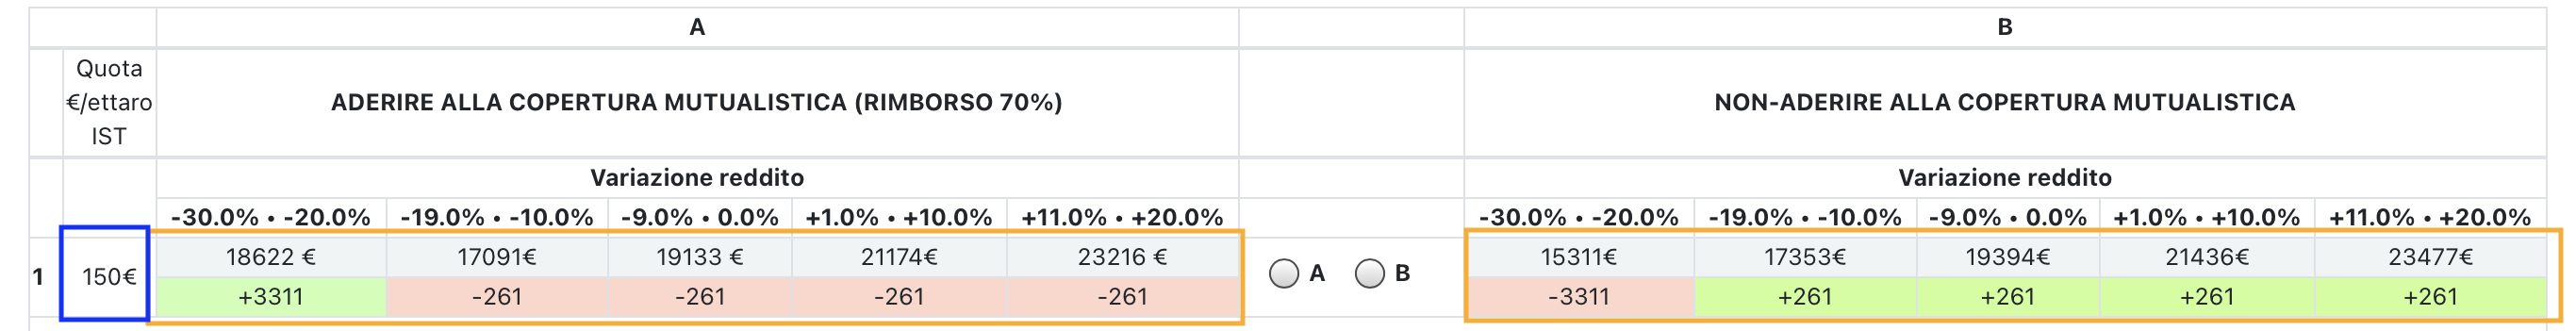 A B
Quota €/ettaro IST
ADERIRE ALLA COPERTURA MUTUALISTICA (RIMBORSO 70%) NON-ADERIRE ALLA COPERTURA MUTUALISTICA
Variazione reddito Variazione reddito
-30.0% • -20.0% -19.0% • -10.0% -9.0% • 0.0% +1.0% • +10.0% +11.0% • +20.0% -30.0% • -20.0% -19.0% • -10.0% -9.0% • 0.0% +1.0% • +10.0% +11.0% • +20.0%
18622 € 17091€ 19133 € 21174€ 23216 € 15311€ 17353€ 19394€ 21436€ 23477€
1 150€ A B
+3311 -261 -261 -261 -261 -3311 +261 +261 +261 +261